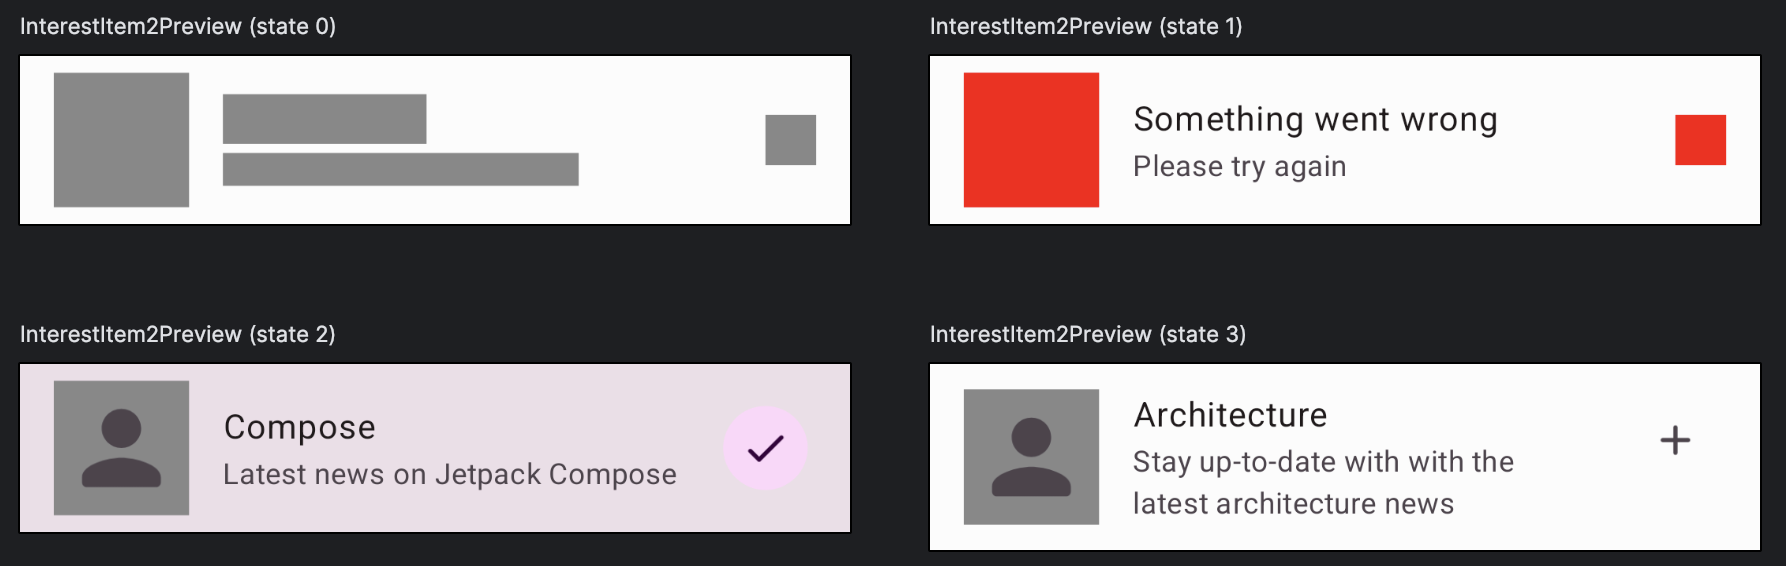 InterestItem2Preview (state 0)
InterestItem2Preview (state 1)
Something went wrong
Please try again
InterestItem2Preview (state 2)
Compose
Latest news on Jetpack Compose
InterestItem2Preview (state 3)
Architecture
Stay up-to-date with with the
latest architecture news